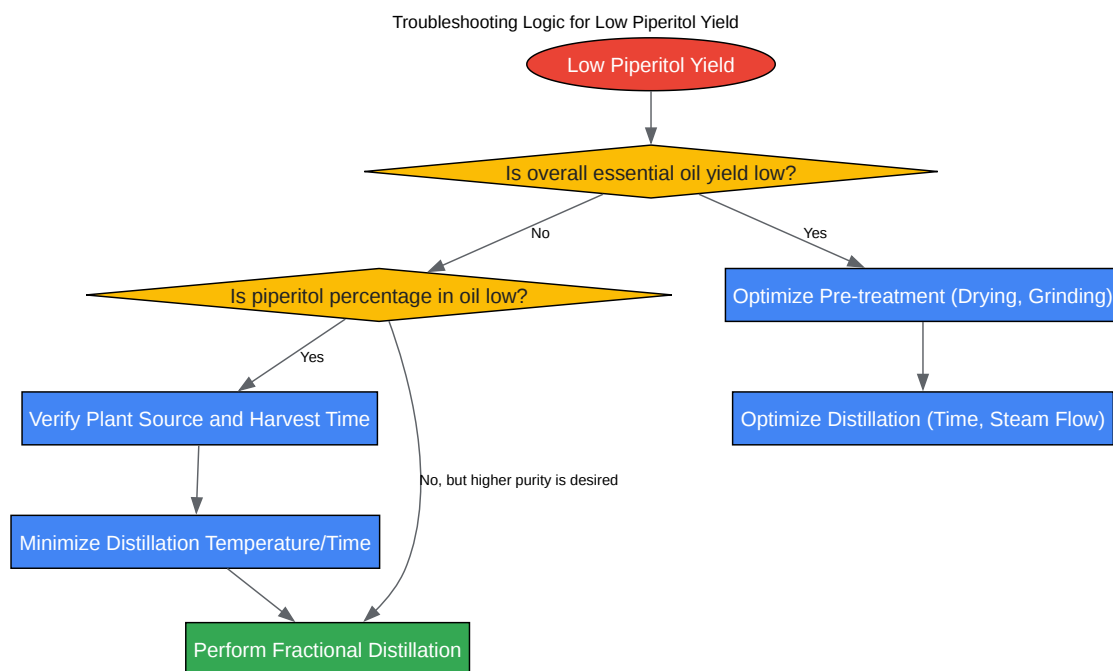 Troubleshooting Logic for Low Piperitol Yield
Low Piperitol Yield
Is overall essential oil yield low?
No
Yes
Is piperitol percentage in oil low?
Optimize Pre-treatment (Drying, Grinding)
Yes
Verify Plant Source and Harvest Time
Optimize Distillation (Time, Steam Flow)
No, but higher purity is desired
Minimize Distillation Temperature/Time
Perform Fractional Distillation